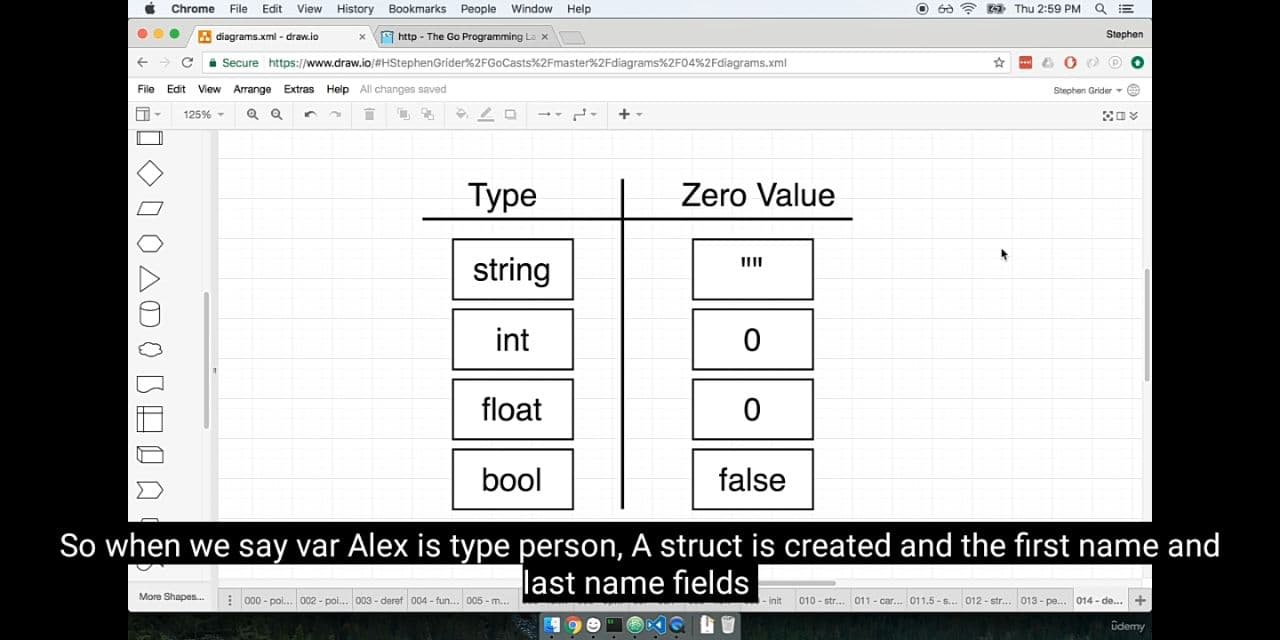 Chrome File Edit View History Bookmarks People Window Help Thu 2:59 PM
diagrams.xml - draw.io × http - The Go Programming La × Stephen
Secure https://www.draw.io/#HStephenGrider%2FGoCasts%2Fmaster%2Fdiagrams%2F04%2Fdiagrams.xml
File Edit View Arrange Extras Help All changes saved Stephen Grider
125%
Type Zero Value
string ""
int 0
float 0
bool false
So when we say var Alex is type person, A struct is created and the first name and
last name fields
More Shapes... 000 - poi... 002 - poi... 003 - deref 004 - fun... 005 - m... - init 010 - str... 011 - car... 011.5 - s... 012 - str... 013 - pe... 014 - de...
ûdemy